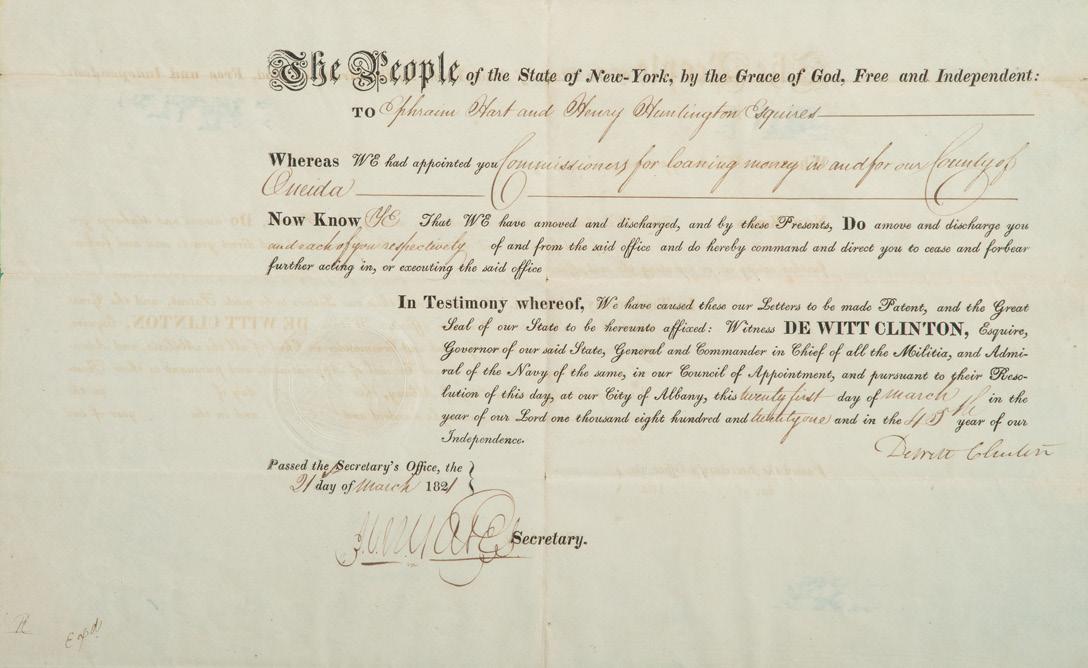 The People of the State of New-York, by the Grace of God, Free and Independent:
TO Ephraim Hart and Henry Huntington Esquires
Whereas WE had appointed you Commissioners for loaning money in and for our County of
Oneida
Now Know Ye That WE have amoved and discharged, and by these Presents, Do amove and discharge you
and each of you respectively of and from the said office and do hereby command and direct you to cease and forbear
further acting in, or executing the said office
In Testimony whereof, We have caused these our Letters to be made Patent, and the Great
Seal of our State to be hereunto affixed: Witness DE WITT CLINTON, Esquire,
Governor of our said State, General and Commander in Chief of all the Militia, and Admi-
ral of the Navy of the same, in our Council of Appointment, and pursuant to their Reso-
lution of this day, at our City of Albany, this twenty first day of march in the
year of our Lord one thousand eight hundred and twenty one and in the 45th year of our
Independence.
DeWitt Clinton
Passed the Secretary's Office, the
21st day of March 1821
Secretary.